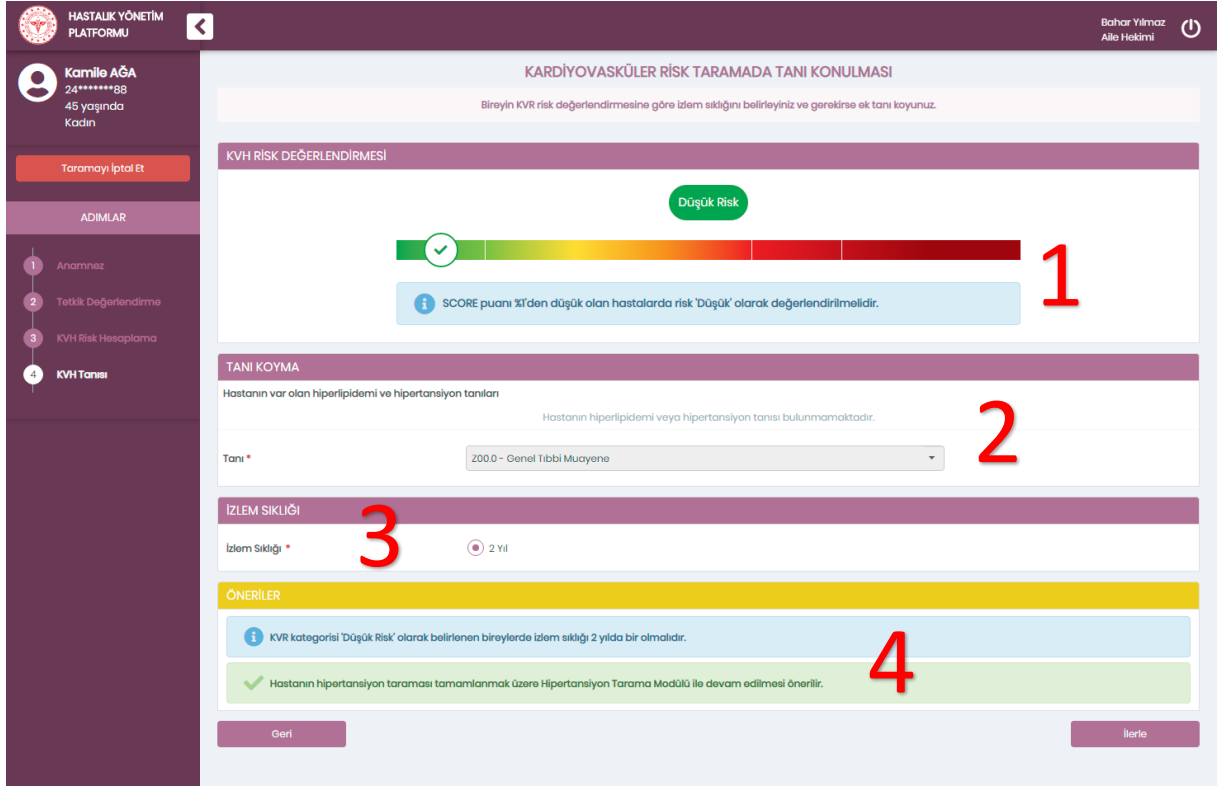 HASTALIK YÖNETİM
PLATFORMU
Bahar Yılmaz
Aile Hekimi
Kamile AĞA
24*******88
45 yaşında
Kadın
Taramayı İptal Et
ADIMLAR
1 Anamnez
2 Tetkik Değerlendirme
3 KVH Risk Hesaplama
4 KVH Tanısı
KARDİYOVASKÜLER RİSK TARAMADA TANI KONULMASI
Bireyin KVR risk değerlendirmesine göre izlem sıklığını belirleyiniz ve gerekirse ek tanı koyunuz.
KVH RİSK DEĞERLENDİRMESİ
Düşük Risk
1
SCORE puanı %1'den düşük olan hastalarda risk 'Düşük' olarak değerlendirilmelidir.
TANI KOYMA
Hastanın var olan hiperlipidemi ve hipertansiyon tanıları
Hastanın hiperlipidemi veya hipertansiyon tanısı bulunmamaktadır.
2
Tanı * Z00.0 - Genel Tıbbi Muayene
İZLEM SIKLIĞI
3
İzlem Sıklığı * 2 Yıl
ÖNERİLER
KVR kategorisi 'Düşük Risk' olarak belirlenen bireylerde izlem sıklığı 2 yılda bir olmalıdır.
4
Hastanın hipertansiyon taraması tamamlanmak üzere Hipertansiyon Tarama Modülü ile devam edilmesi önerilir.
Geri
İlerle